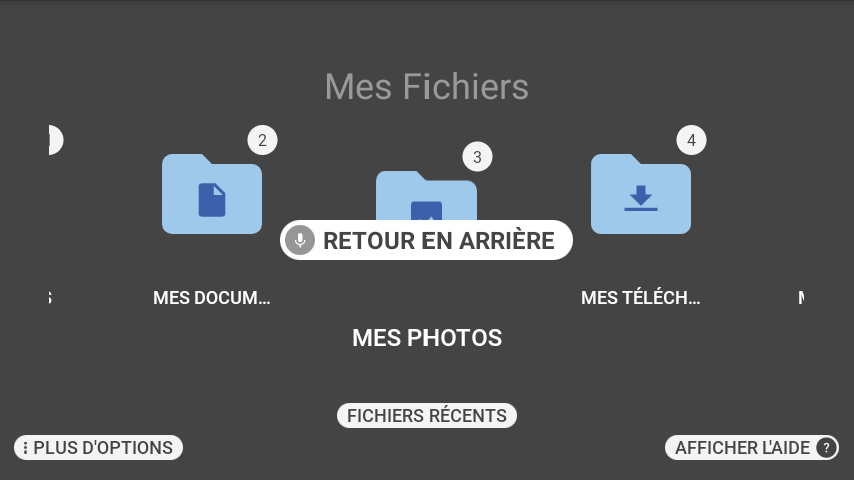 Mes Fichiers
2
3
4
RETOUR EN ARRIÈRE
MES DOCUM...
MES TÉLÉCH...
MES PHOTOS
FICHIERS RÉCENTS
PLUS D'OPTIONS
AFFICHER L'AIDE ?